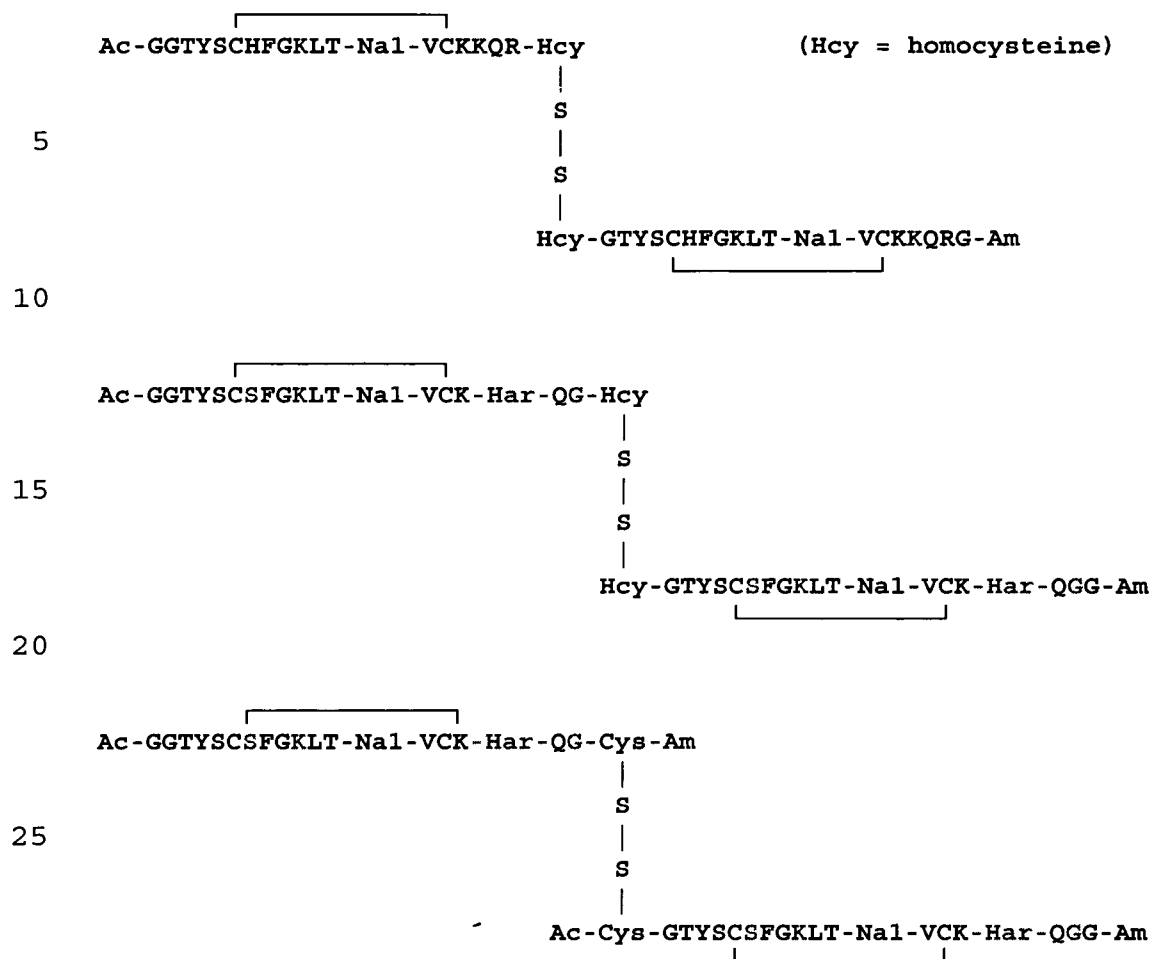 Ac-GGTYSCHFGKLT-Nal-VCKKQR-Hcy (Hcy = homocysteine)
S
5
S
Hcy-GTYSCHFGKLT-Nal-VCKKQRG-Am
10
Ac-GGTYSCSFGKLT-Nal-VCK-Har-QG-Hcy
S
15
S
Hcy-GTYSCSFGKLT-Nal-VCK-Har-QGG-Am
20
Ac-GGTYSCSFGKLT-Nal-VCK-Har-QG-Cys-Am
S
25
S
Ac-Cys-GTYSCSFGKLT-Nal-VCK-Har-QGG-Am